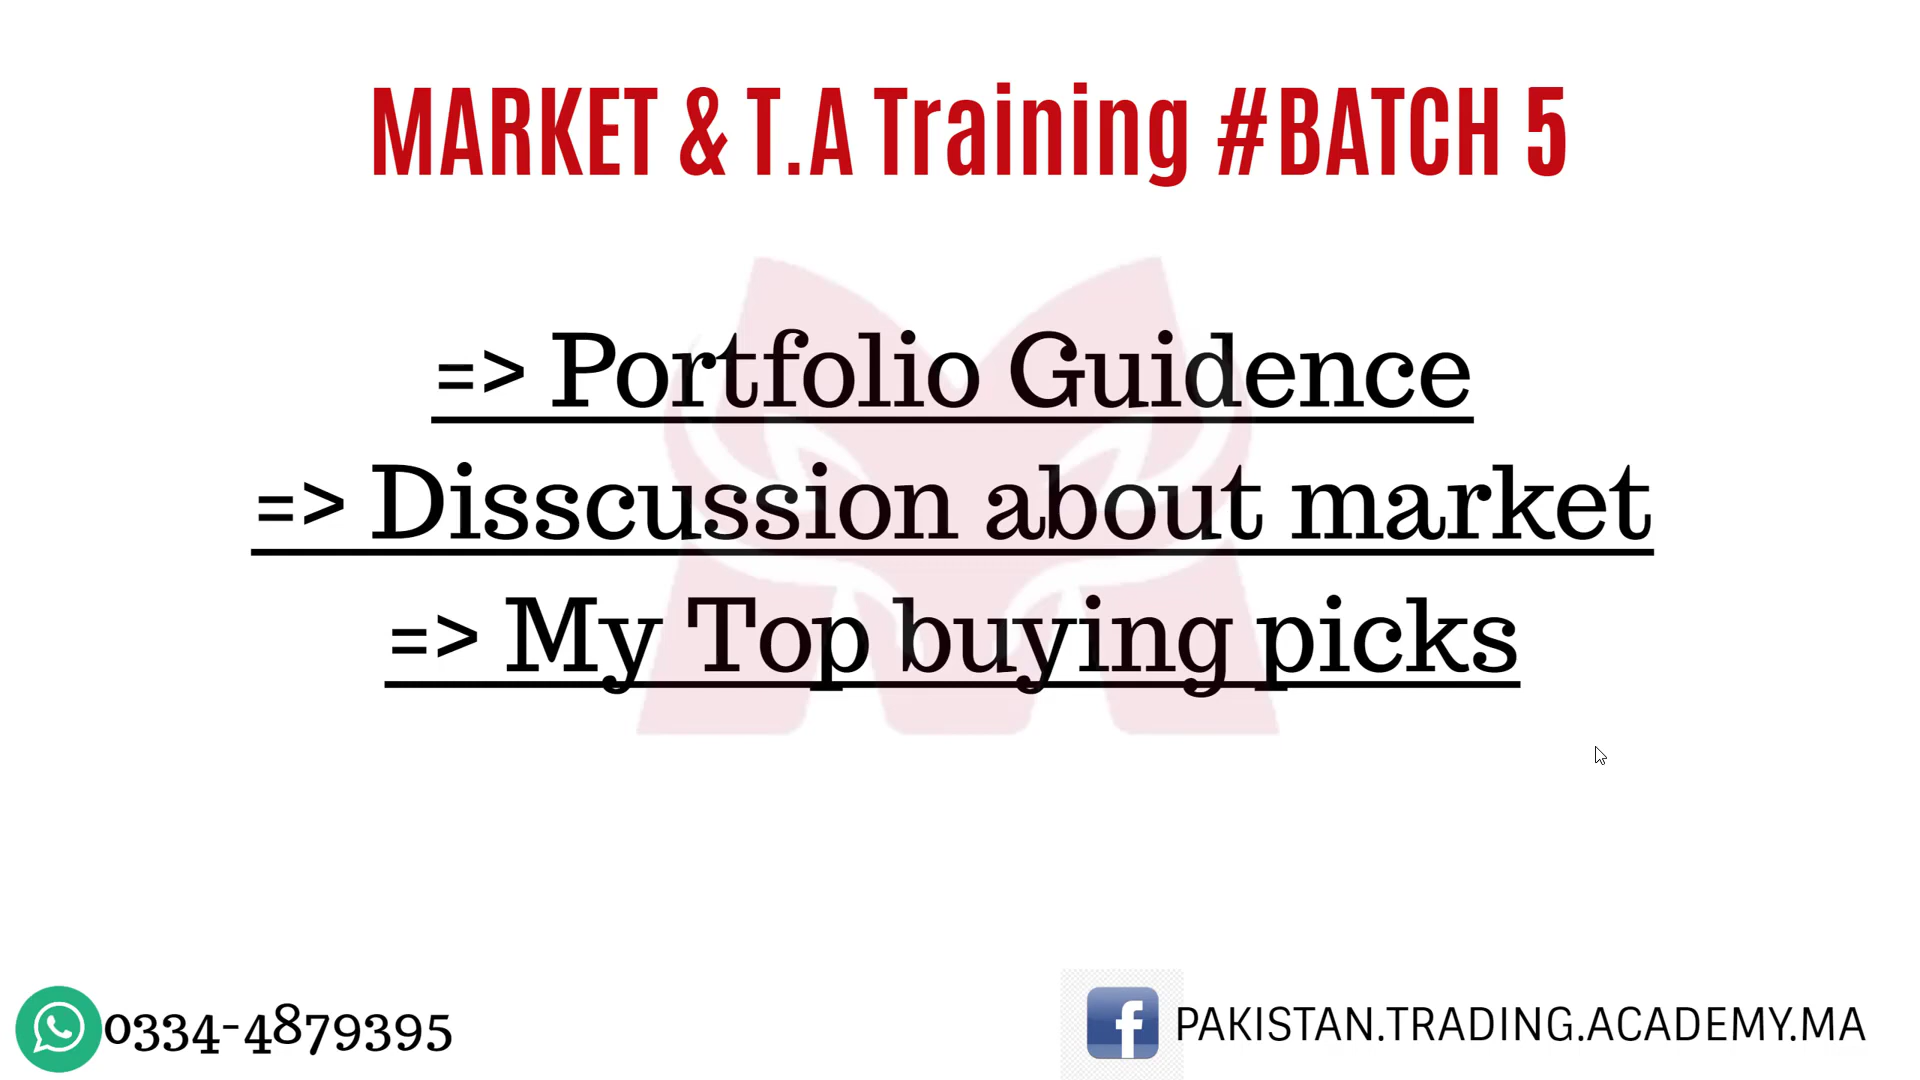 MARKET & T.A Training #BATCH 5
=> Portfolio Guidence
=> Disscussion about market
=> My Top buying picks
0334-4879395
PAKISTAN.TRADING.ACADEMY.MA